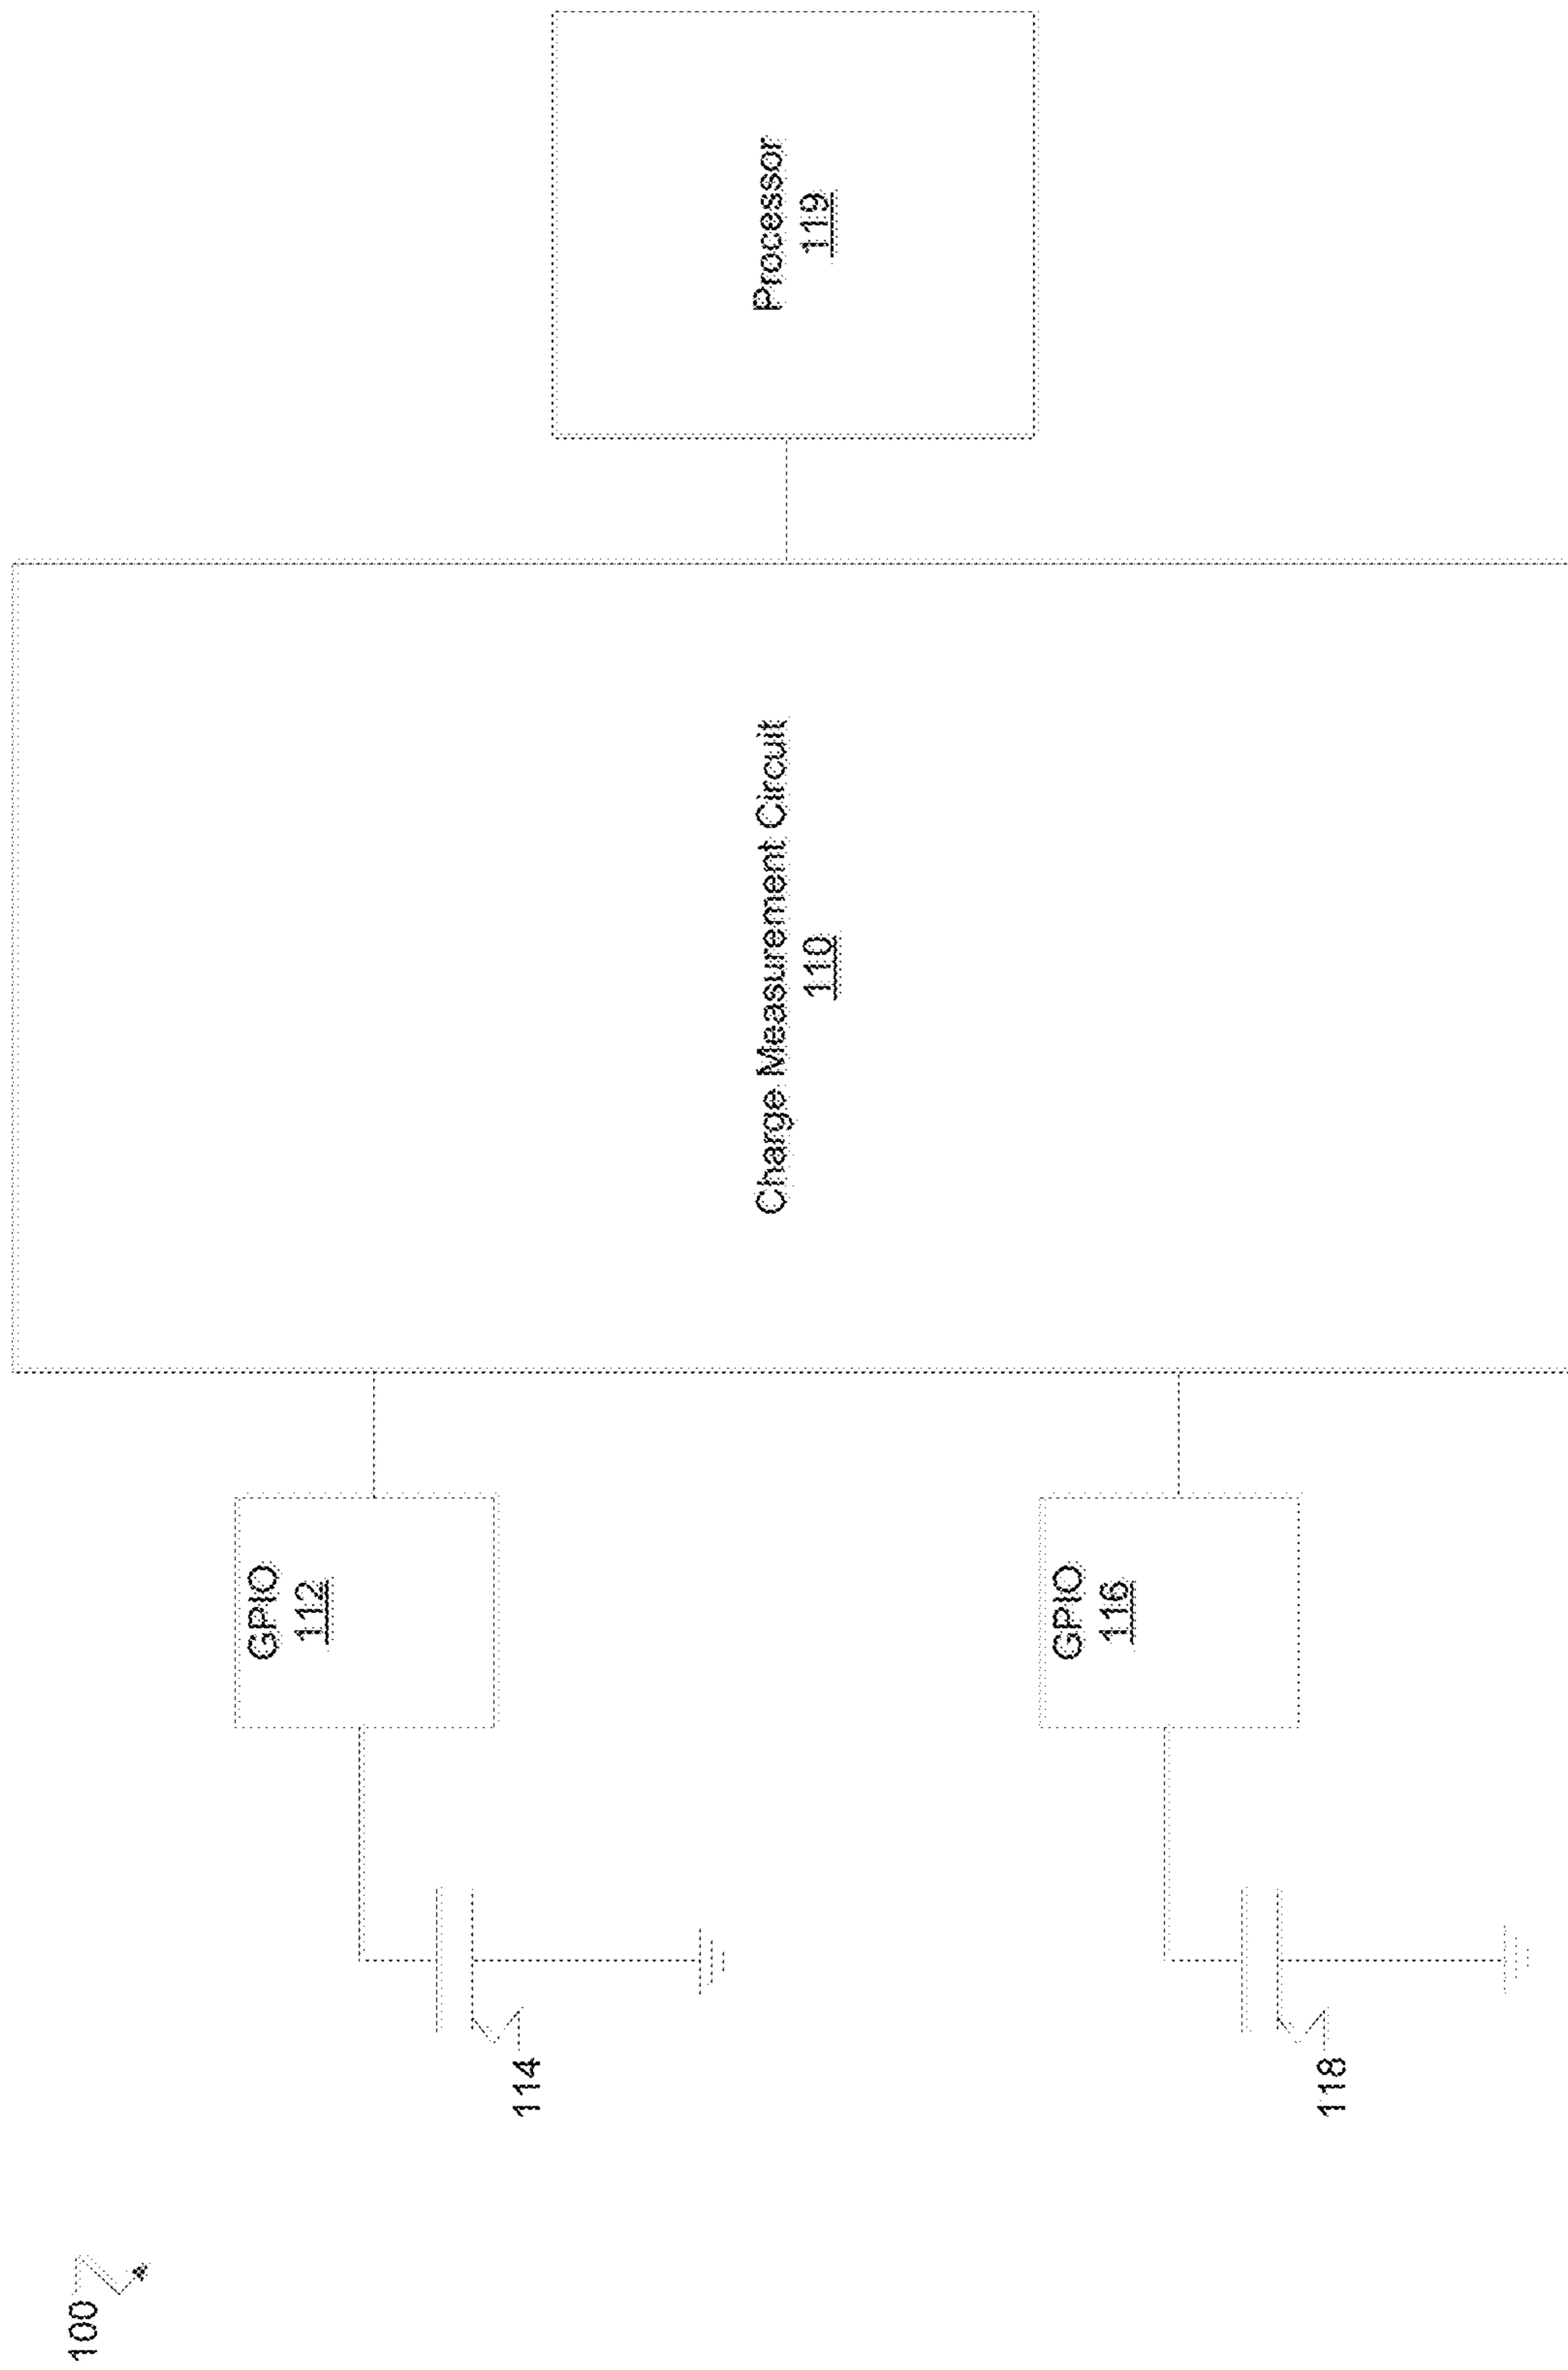 100
114
GPIO
112
Charge Measurement Circuit
110
Processor
119
118
GPIO
116